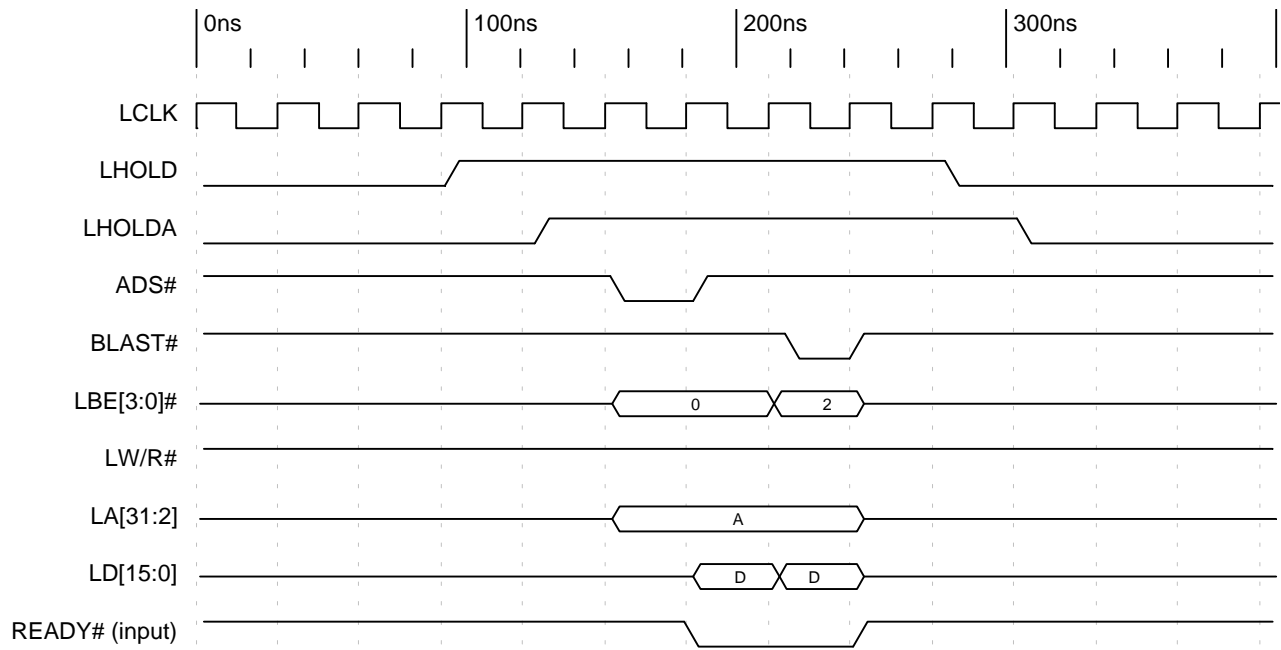 0ns 100ns 200ns 300ns
LCLK
LHOLD
LHOLDA
ADS#
BLAST#
LBE[3:0]# 0 2
LW/R#
LA[31:2] A
LD[15:0] D D
READY# (input)